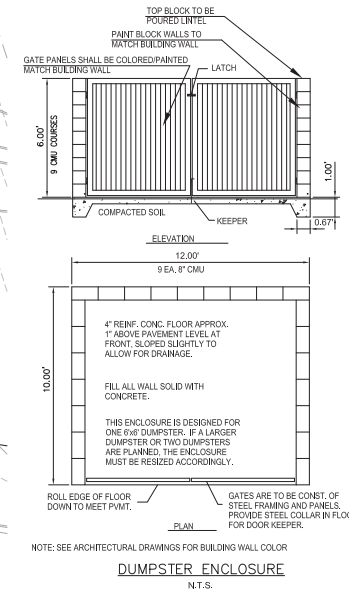 TOP BLOCK TO BE
POURED LINTEL
PAINT BLOCK WALLS TO
MATCH BUILDING WALL
GATE PANELS SHALL BE COLORED/PAINTED
MATCH BUILDING WALL
LATCH
6.00'
9 CMU COURSES
1.00'
COMPACTED SOIL
KEEPER
0.67'
ELEVATION
12.00'
9 EA. 8" CMU
10.00'
4" REINF. CONC. FLOOR APPROX.
1" ABOVE PAVEMENT LEVEL AT
FRONT, SLOPED SLIGHTLY TO
ALLOW FOR DRAINAGE.
FILL ALL WALL SOLID WITH
CONCRETE.
THIS ENCLOSURE IS DESIGNED FOR
ONE 6'x6' DUMPSTER. IF A LARGER
DUMPSTER OR TWO DUMPSTERS
ARE PLANNED, THE ENCLOSURE
MUST BE RESIZED ACCORDINGLY.
ROLL EDGE OF FLOOR
DOWN TO MEET PVMT.
GATES ARE TO BE CONST. OF
STEEL FRAMING AND PANELS.
PROVIDE STEEL COLLAR IN FLOO
FOR DOOR KEEPER.
PLAN
NOTE: SEE ARCHITECTURAL DRAWINGS FOR BUILDING WALL COLOR
DUMPSTER ENCLOSURE
N.T.S.